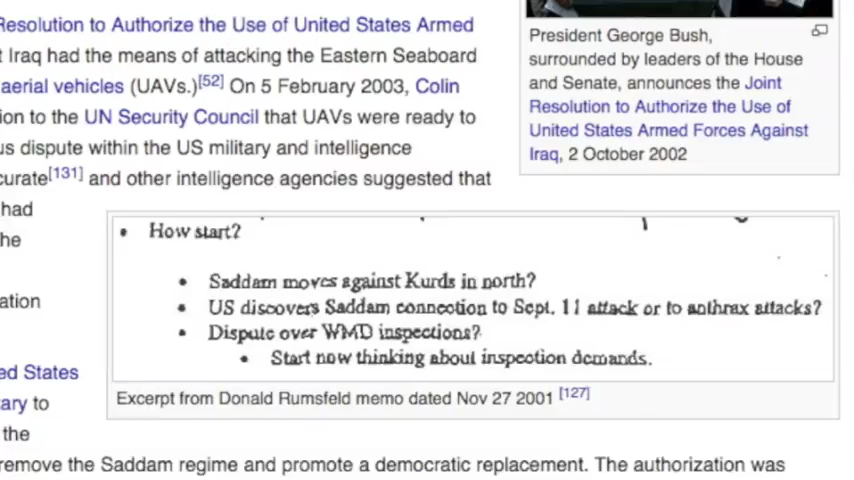 Resolution to Authorize the Use of United States Armed
t Iraq had the means of attacking the Eastern Seaboard
aerial vehicles (UAVs.)[52] On 5 February 2003, Colin
ion to the UN Security Council that UAVs were ready to
us dispute within the US military and intelligence
curate[131] and other intelligence agencies suggested that
had
he
ation
ed States
ary to
the
remove the Saddam regime and promote a democratic replacement. The authorization was
President George Bush,
surrounded by leaders of the House
and Senate, announces the Joint
Resolution to Authorize the Use of
United States Armed Forces Against
Iraq, 2 October 2002
• How start?
• Saddam moves against Kurds in north?
• US discovers Saddam connection to Sept. 11 attack or to anthrax attacks?
• Dispute over WMD inspections?
• Start now thinking about inspection demands.
Excerpt from Donald Rumsfeld memo dated Nov 27 2001 [127]